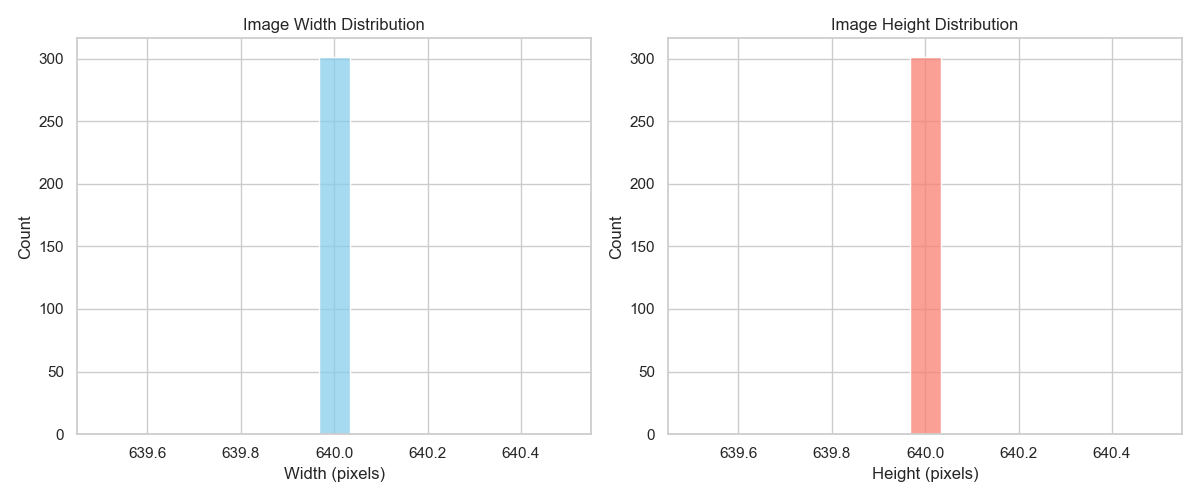 Image Width Distribution
300
250
200
150
100
50
0
Count
639.6 639.8 640.0 640.2 640.4
Width (pixels)
Image Height Distribution
300
250
200
150
100
50
0
Count
639.6 639.8 640.0 640.2 640.4
Height (pixels)